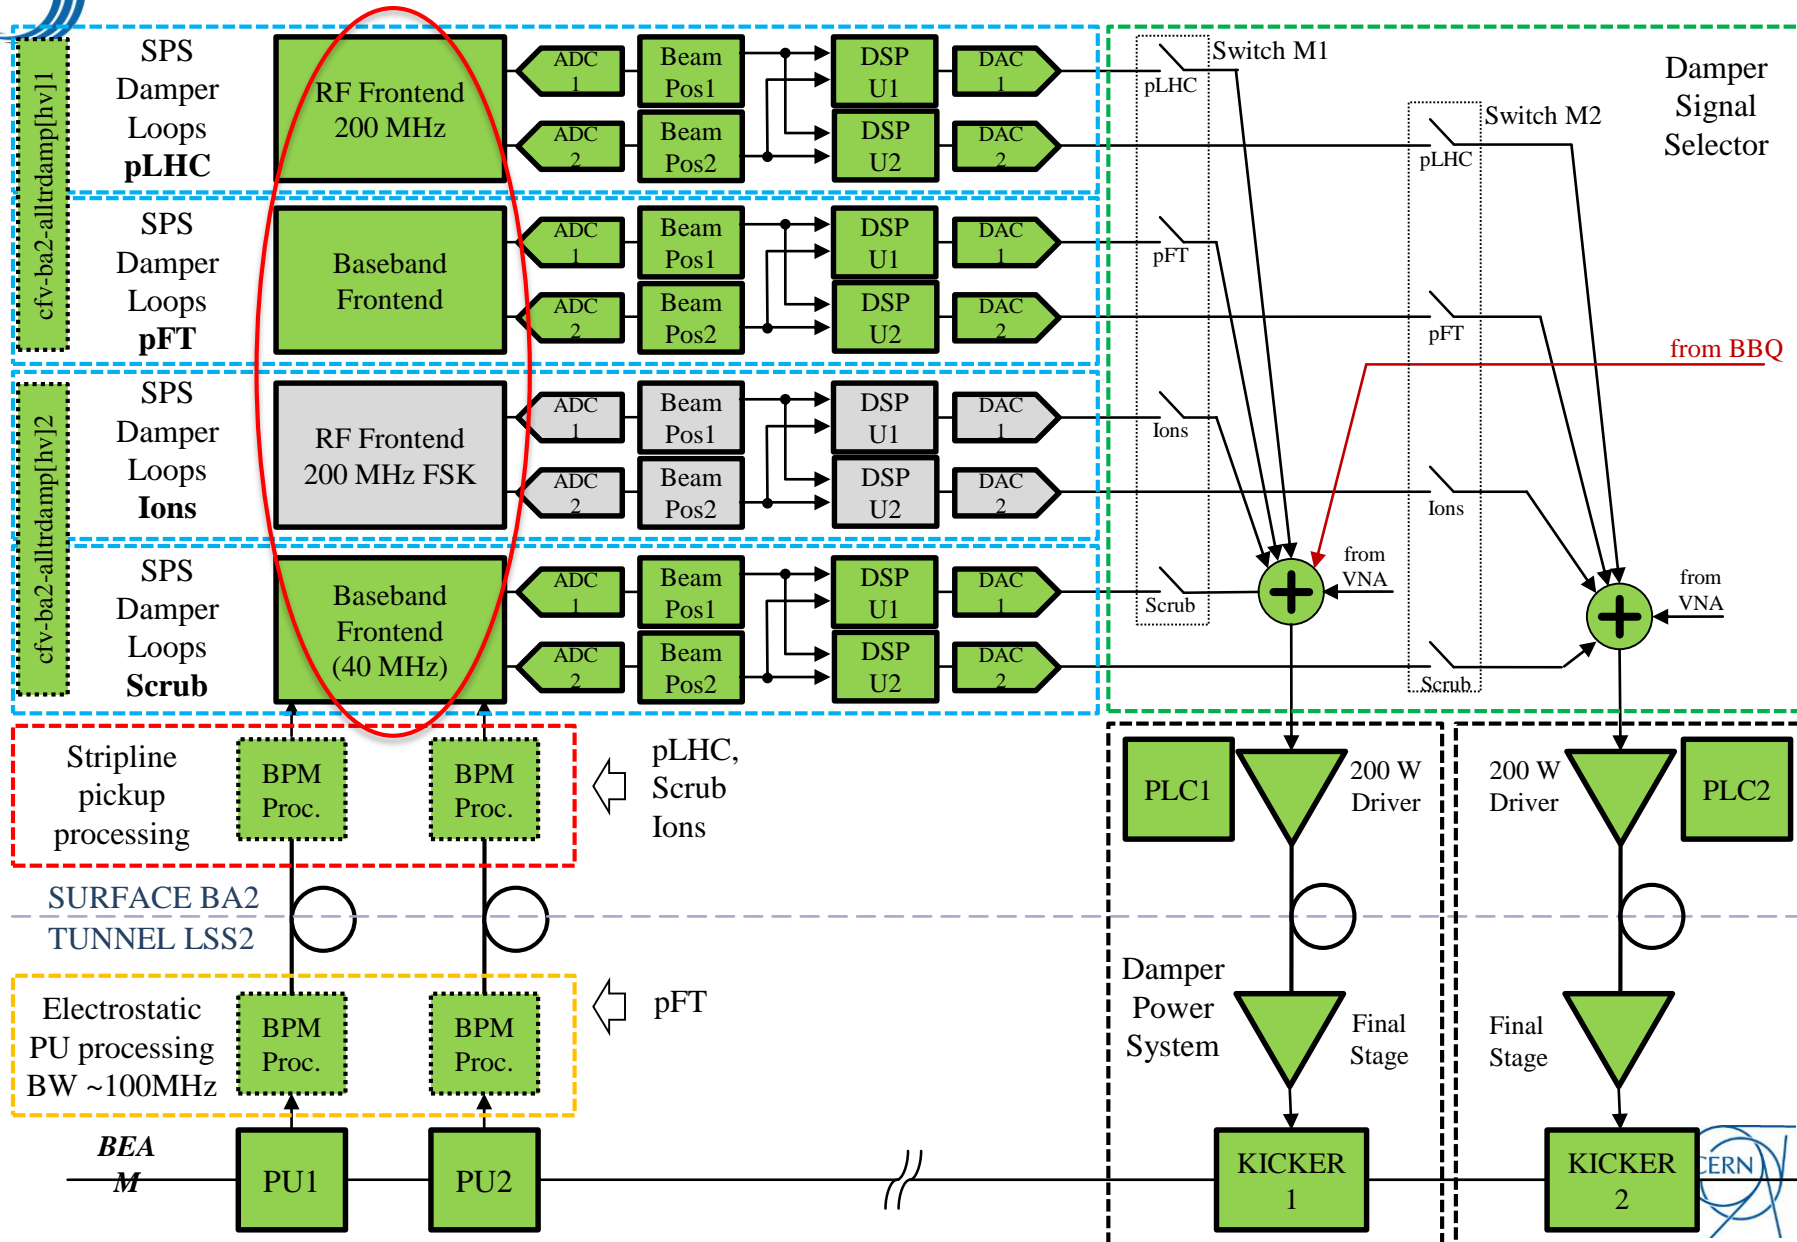 cfv-ba2-alltrdamp[hv]1
SPS
Damper
Loops
pLHC
RF Frontend
200 MHz
ADC
1
Beam
Pos1
DSP
U1
DAC
1
ADC
2
Beam
Pos2
DSP
U2
DAC
2
SPS
Damper
Loops
pFT
Baseband
Frontend
ADC
1
Beam
Pos1
DSP
U1
DAC
1
ADC
2
Beam
Pos2
DSP
U2
DAC
2
cfv-ba2-alltrdamp[hv]2
SPS
Damper
Loops
Ions
RF Frontend
200 MHz FSK
ADC
1
Beam
Pos1
DSP
U1
DAC
1
ADC
2
Beam
Pos2
DSP
U2
DAC
2
SPS
Damper
Loops
Scrub
Baseband
Frontend
(40 MHz)
ADC
1
Beam
Pos1
DSP
U1
DAC
1
ADC
2
Beam
Pos2
DSP
U2
DAC
2
Switch M1
pLHC
pFT
Ions
Scrub
Switch M2
pLHC
pFT
Ions
Scrub
Damper
Signal
Selector
from BBQ
from
VNA
from
VNA
Stripline
pickup
processing
BPM
Proc.
BPM
Proc.
pLHC,
Scrub
Ions
PLC1
200 W
Driver
200 W
Driver
PLC2
SURFACE BA2
TUNNEL LSS2
Electrostatic
PU processing
BW ~100MHz
BPM
Proc.
BPM
Proc.
pFT
Damper
Power
System
Final
Stage
Final
Stage
BEA
M
PU1
PU2
KICKER
1
KICKER
2
CERN